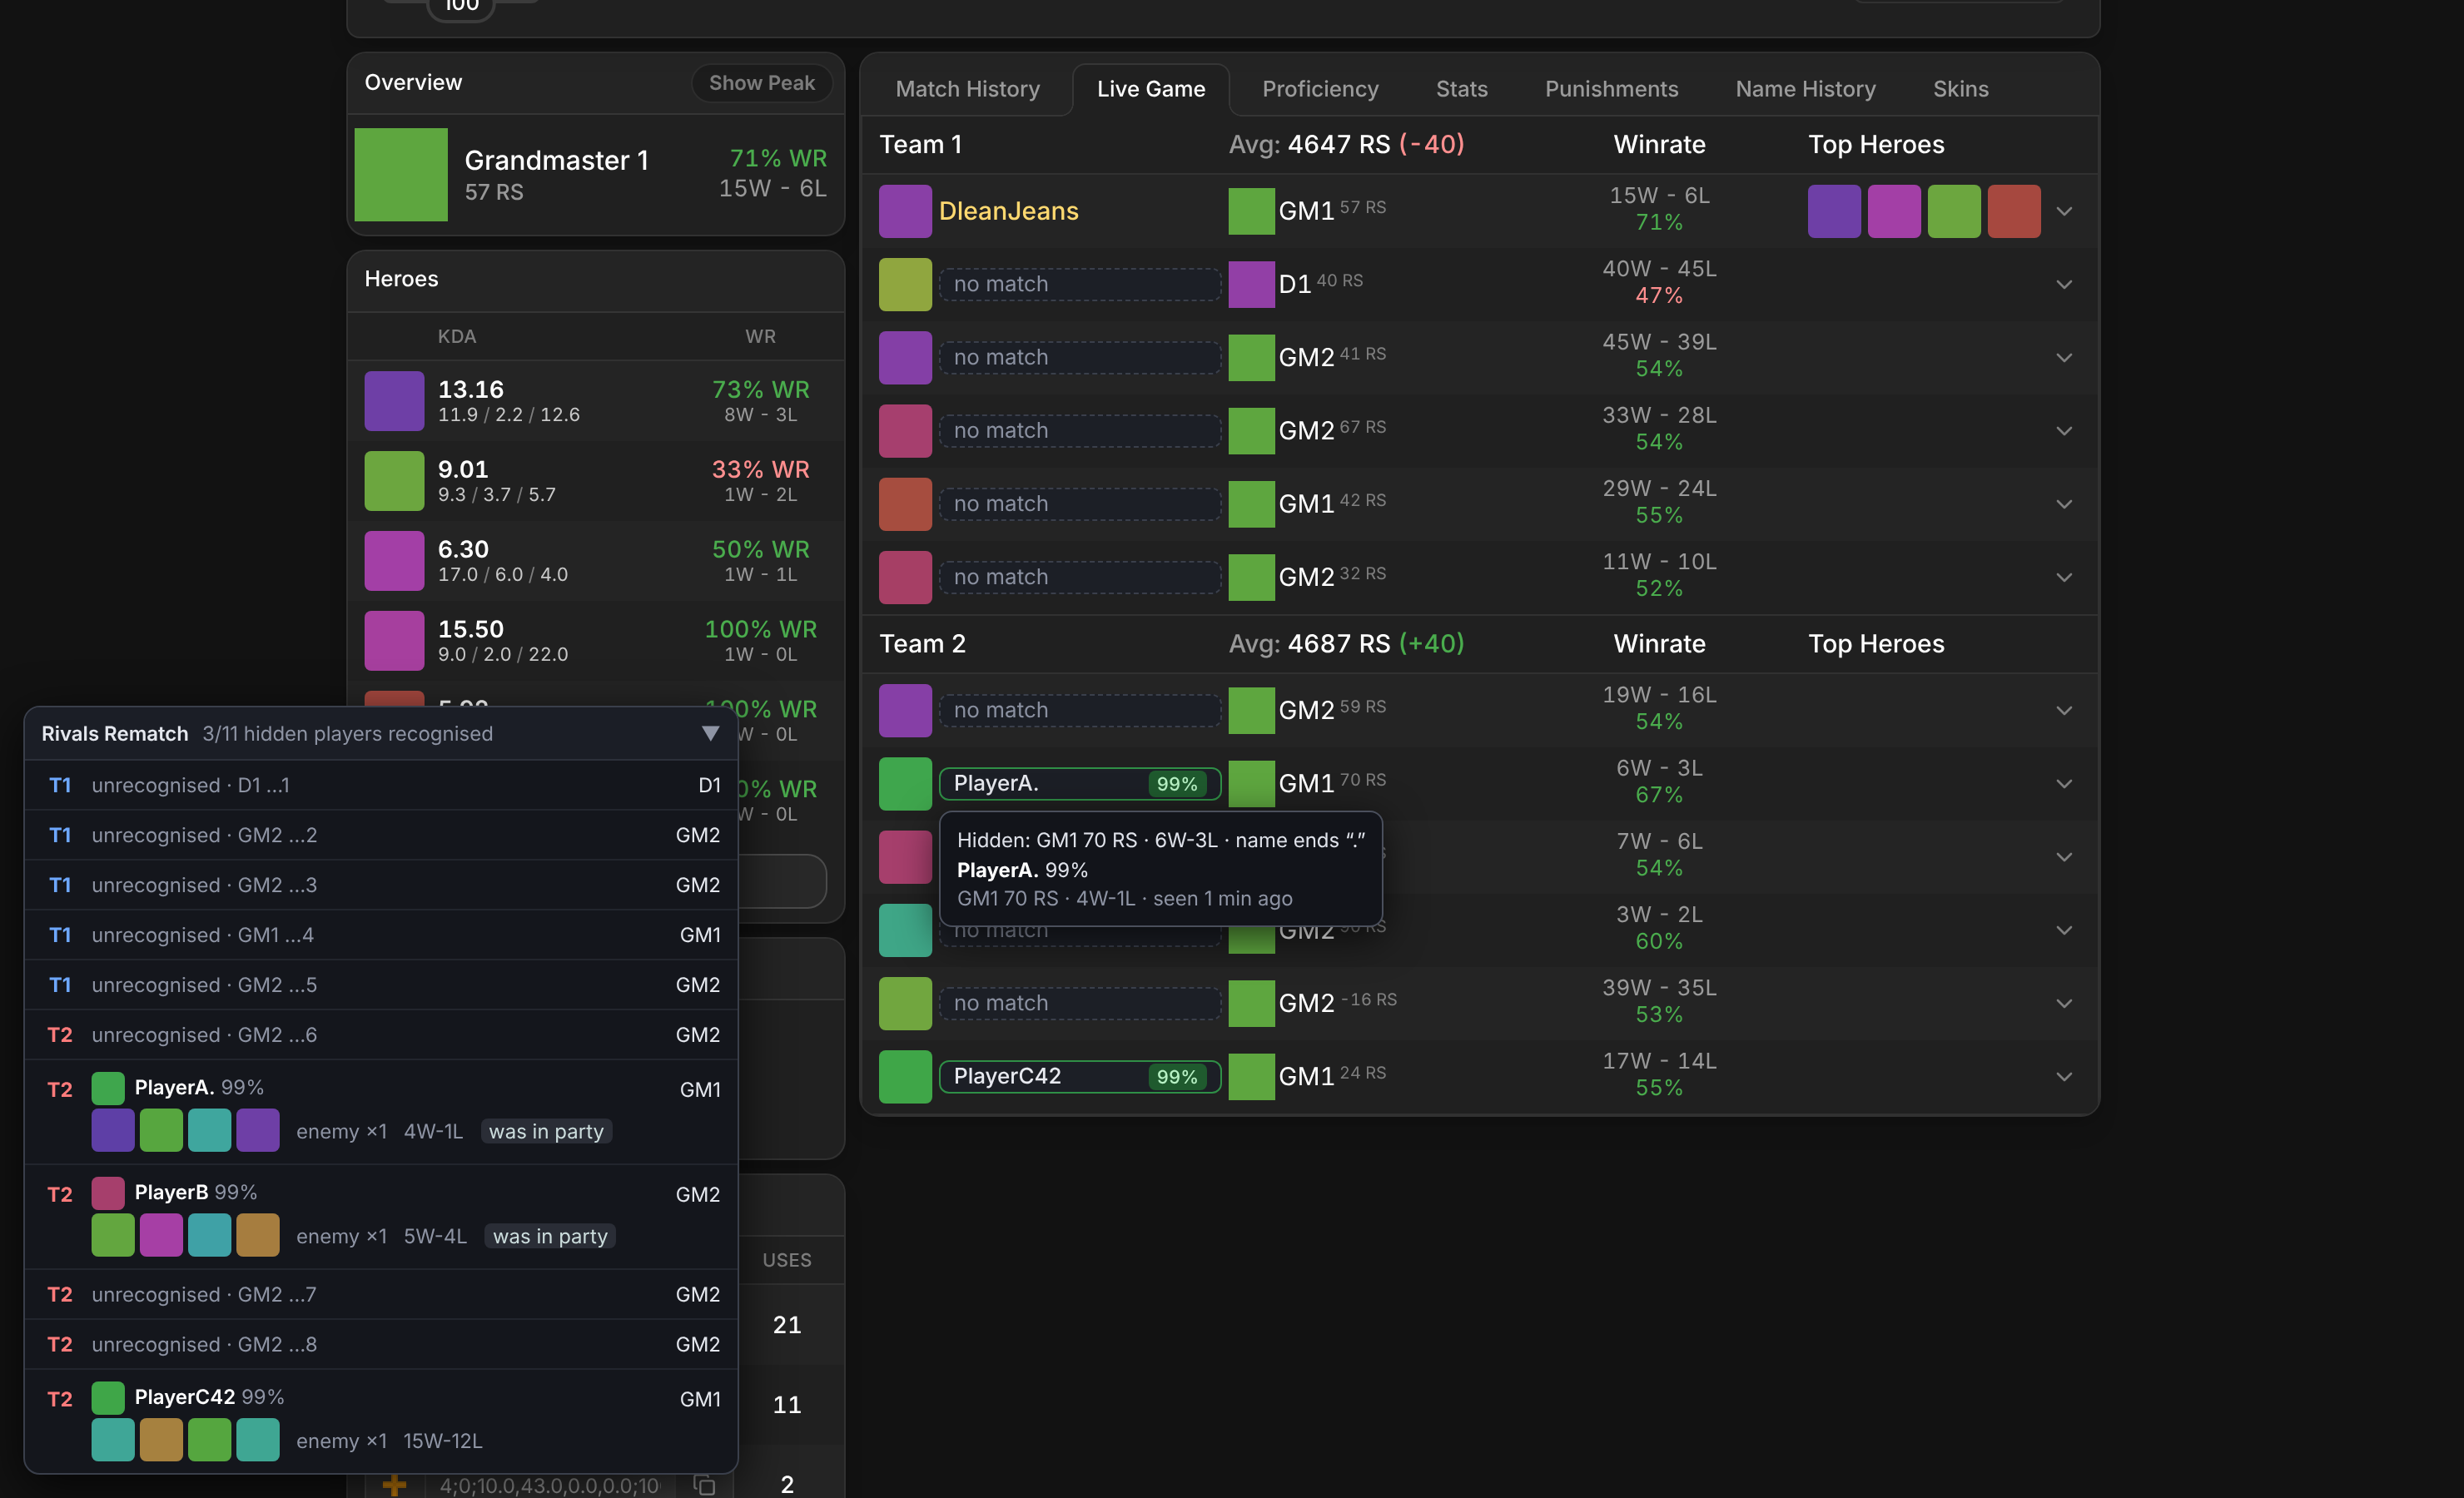 100
Overview
Show Peak
Grandmaster 1
57 RS
71% WR
15W - 6L
Heroes
KDA
WR
13.16
11.9 / 2.2 / 12.6
73% WR
8W - 3L
9.01
9.3 / 3.7 / 5.7
33% WR
1W - 2L
6.30
17.0 / 6.0 / 4.0
50% WR
1W - 1L
15.50
9.0 / 2.0 / 22.0
100% WR
1W - 0L
Match History
Live Game
Proficiency
Stats
Punishments
Name History
Skins
Team 1
Avg: 4647 RS (-40)
Winrate
Top Heroes
DleanJeans
GM1 57 RS
15W - 6L
71%
no match
D1 40 RS
40W - 45L
47%
no match
GM2 41 RS
45W - 39L
54%
no match
GM2 67 RS
33W - 28L
54%
no match
GM1 42 RS
29W - 24L
55%
no match
GM2 32 RS
11W - 10L
52%
Team 2
Avg: 4687 RS (+40)
Winrate
Top Heroes
no match
GM2 59 RS
19W - 16L
54%
PlayerA. 99%
GM1 70 RS
6W - 3L
67%
Hidden: GM1 70 RS · 6W-3L · name ends “.”
PlayerA. 99%
GM1 70 RS · 4W-1L · seen 1 min ago
7W - 6L
54%
no match
GM2
3W - 2L
60%
no match
GM2 -16 RS
39W - 35L
53%
PlayerC42 99%
GM1 24 RS
17W - 14L
55%
Rivals Rematch 3/11 hidden players recognised
T1 unrecognised · D1 ...1 D1
T1 unrecognised · GM2 ...2 GM2
T1 unrecognised · GM2 ...3 GM2
T1 unrecognised · GM1 ...4 GM1
T1 unrecognised · GM2 ...5 GM2
T2 unrecognised · GM2 ...6 GM2
T2 PlayerA. 99% GM1
enemy ×1 4W-1L was in party
T2 PlayerB 99% GM2
enemy ×1 5W-4L was in party
T2 unrecognised · GM2 ...7 GM2
T2 unrecognised · GM2 ...8 GM2
T2 PlayerC42 99% GM1
enemy ×1 15W-12L
USES
21
11
4;0;10.0,43.0,0.0,0.0;10
2